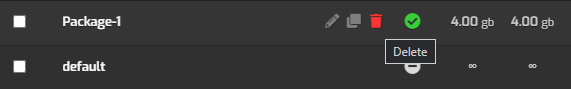 Package-1 4.00 gb 4.00 gb
Delete
default ∞ ∞